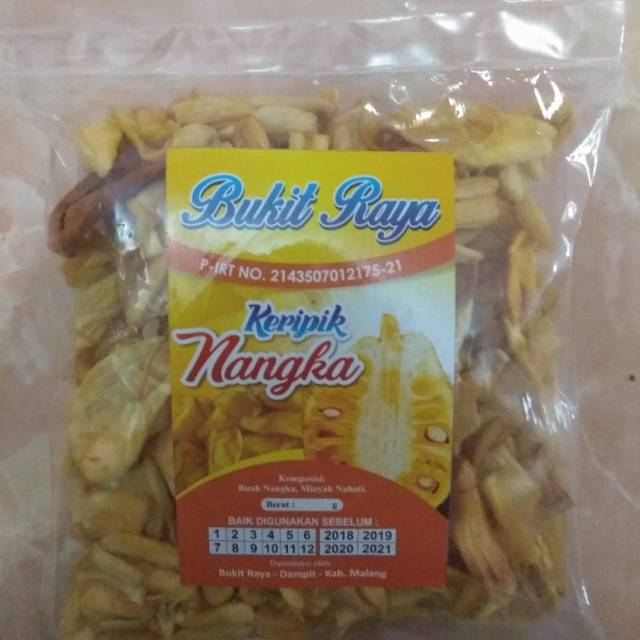 Bukit Raya
P-IRT NO. 2143507012175-21
Keripik
Nangka
Komposisi:
Buah Nangka, Minyak Nabati.
Berat : g
BAIK DIGUNAKAN SEBELUM :
1 2 3 4 5 6 2018 2019
7 8 9 10 11 12 2020 2021
Diproduksi oleh :
Bukit Raya - Dampit - Kab. Malang